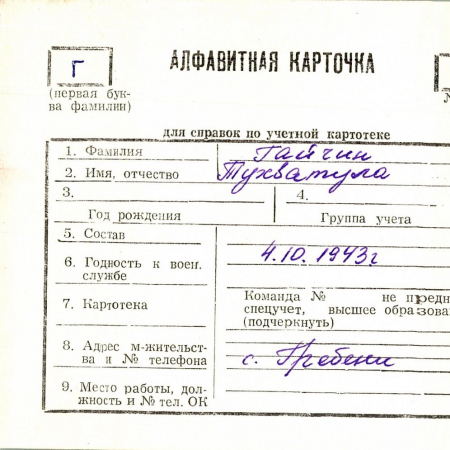 Г
АЛФАВИТНАЯ КАРТОЧКА
(первая бук-
ва фамилии)
для справок по учетной картотеке
1. Фамилия Гайчин
2. Имя, отчество Тухватула
3. 4.
Год рождения Группа учета
5. Состав
6. Годность к воен.
службе
4.10.1943г
7. Картотека
Команда № не предн
спецучет, высшее образова
(подчеркнуть)
8. Адрес м-жительст-
ва и № телефона
с. Гребени
9. Место работы, дол-
жность и № тел. ОК